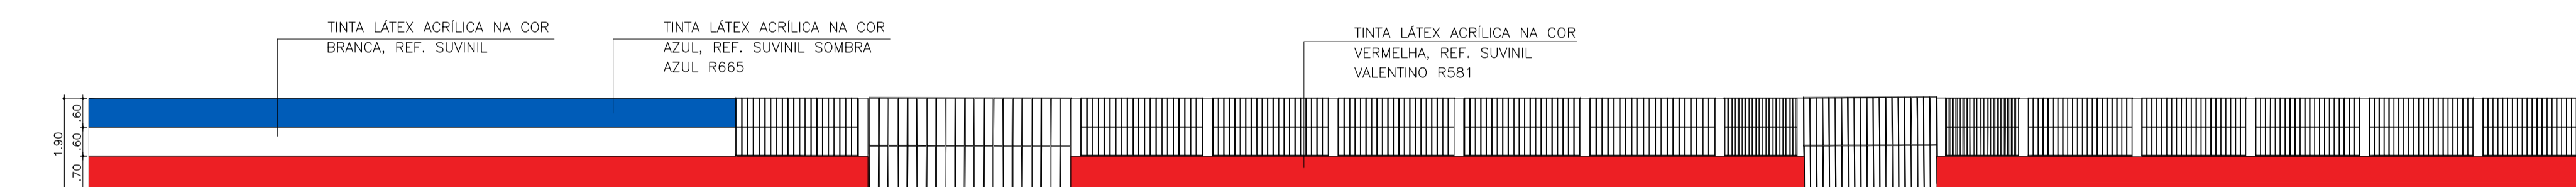 TINTA LÁTEX ACRÍLICA NA COR
BRANCA, REF. SUVINIL
TINTA LÁTEX ACRÍLICA NA COR
AZUL, REF. SUVINIL SOMBRA
AZUL R665
TINTA LÁTEX ACRÍLICA NA COR
VERMELHA, REF. SUVINIL
VALENTINO R581
1.90
.60
.60
.70